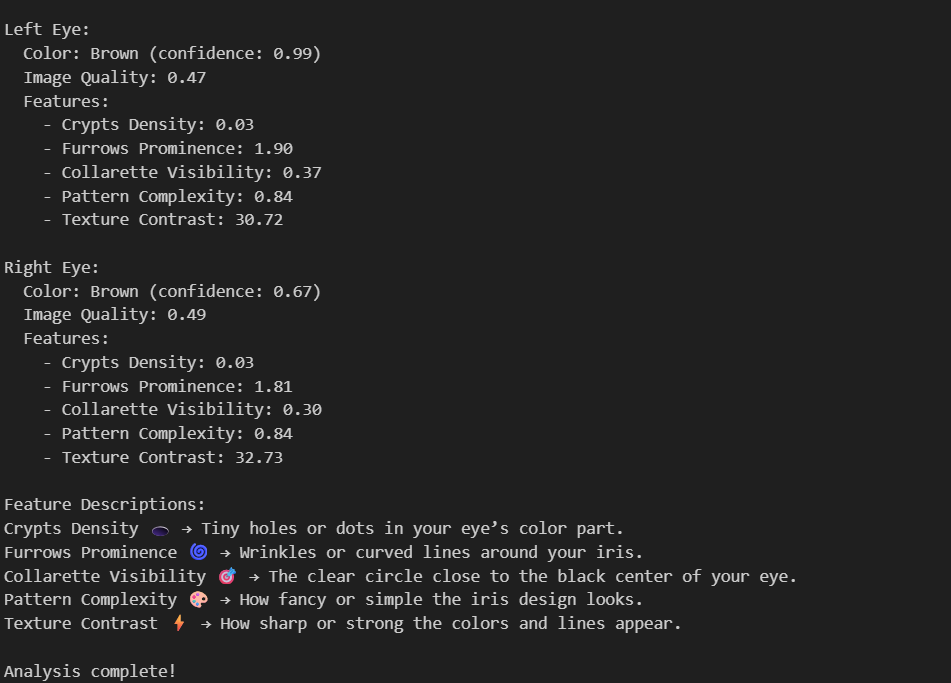 Left Eye:
Color: Brown (confidence: 0.99)
Image Quality: 0.47
Features:
- Crypts Density: 0.03
- Furrows Prominence: 1.90
- Collarette Visibility: 0.37
- Pattern Complexity: 0.84
- Texture Contrast: 30.72
Right Eye:
Color: Brown (confidence: 0.67)
Image Quality: 0.49
Features:
- Crypts Density: 0.03
- Furrows Prominence: 1.81
- Collarette Visibility: 0.30
- Pattern Complexity: 0.84
- Texture Contrast: 32.73
Feature Descriptions:
Crypts Density 🕳️ → Tiny holes or dots in your eye’s color part.
Furrows Prominence 🌀 → Wrinkles or curved lines around your iris.
Collarette Visibility 🎯 → The clear circle close to the black center of your eye.
Pattern Complexity 🎨 → How fancy or simple the iris design looks.
Texture Contrast ⚡ → How sharp or strong the colors and lines appear.
Analysis complete!